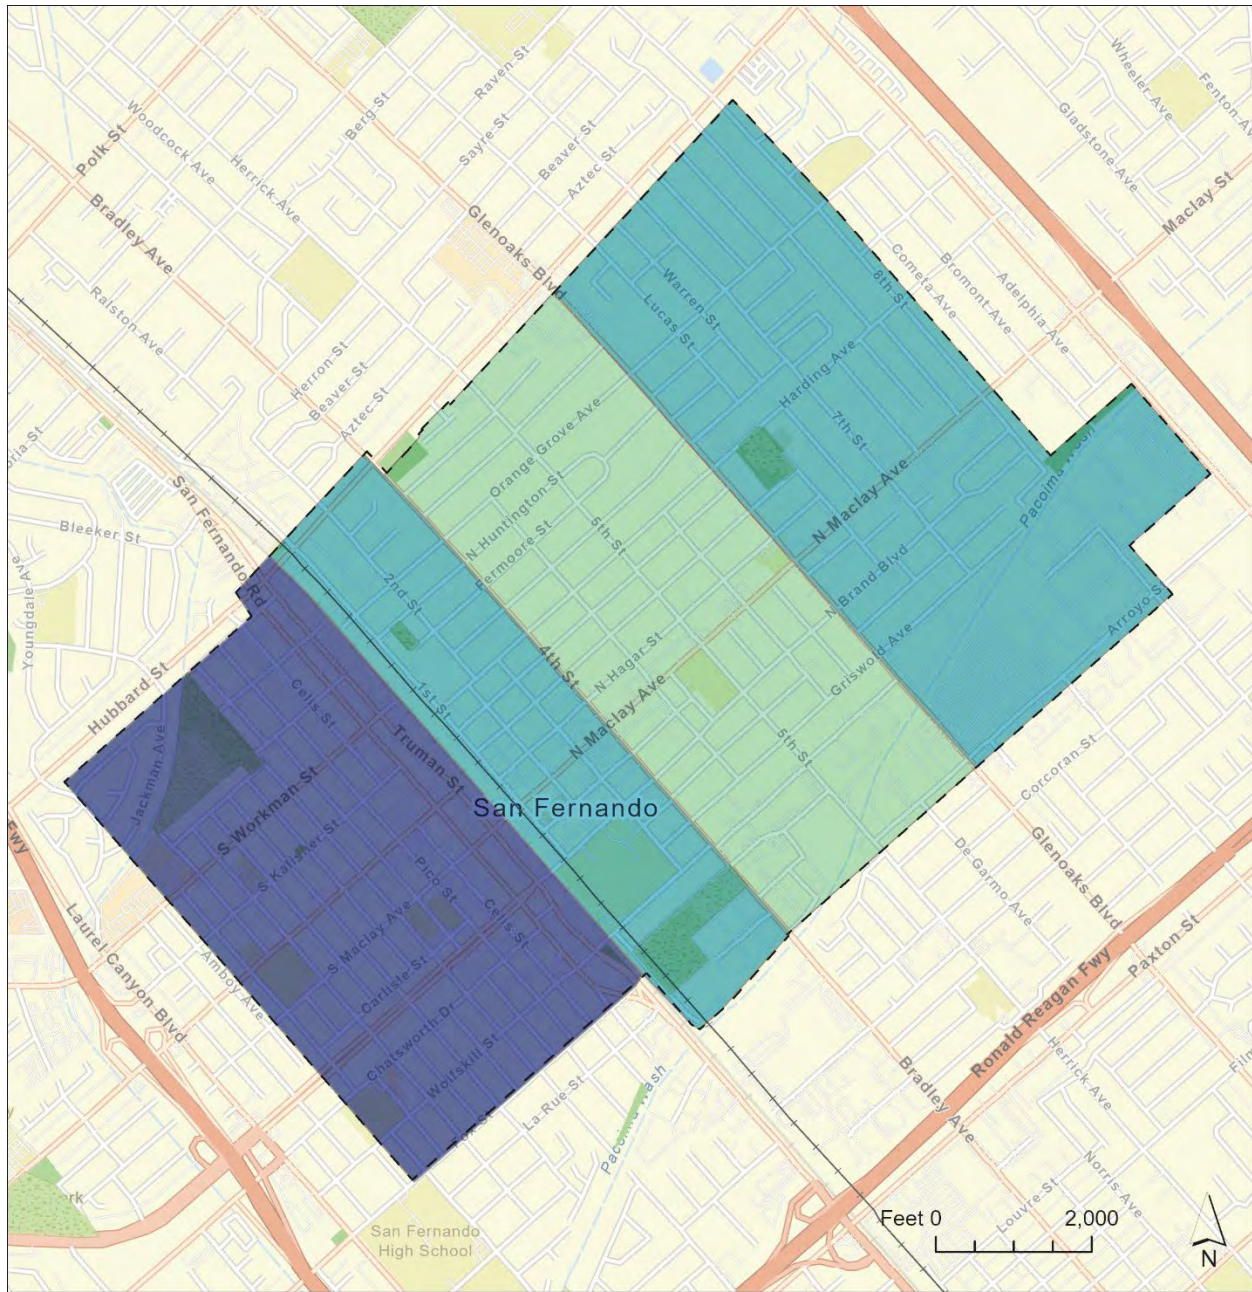 Wheeler Ave
Fenton Av
Gladstone Ave
Raven St
Berg St
Sayre St
Beaver St
Aztec St
Polk St
Woodcock Ave
Herrick Ave
Bradley Ave
Glenoaks Blvd
Maclay St
Ralston Ave
Warren St
Lucas St
8th St
Cometa Ave
Bromont Ave
Adelphia Ave
Herron St
Beaver St
Aztec St
Harding Ave
7th St
Orange Grove Ave
N Huntington St
Fermoore St
5th St
N Maclay Ave
oria St
San Fernando Rd
Bleeker St
Youngdale Ave
2nd St
N Brand Blvd
Griswold Ave
Arroyo S
4th St
N Hagar St
N Maclay Ave
Hubbard St
Cells St
1st St
Truman St
5th St
Jackman Ave
Corcoran St
San Fernando
S Workman St
S Kalisher St
Fwy
Pico St
Celis St
De Garmo Ave
Glenoaks Blvd
Laurel Canyon Blvd
S Maclay Ave
Amboy Ave
Carlisle St
Paxton St
Ronald Reagan Fwy
Chatsworth Dr
Wolfskill St
La Rue St
Pacoima Wash
Bradley Ave
Herrick Ave
Norris Ave
Louvre St
San Fernando
High School
Feet 0 2,000
N